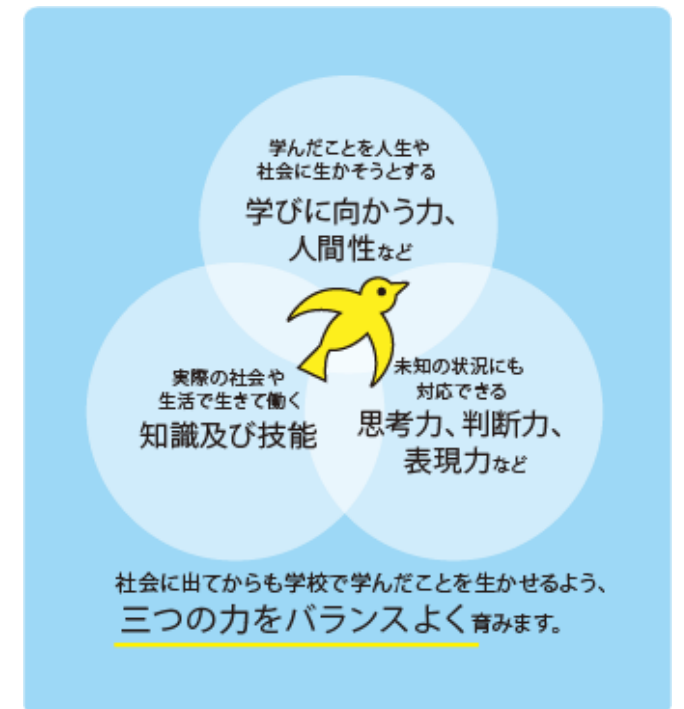 学んだことを人生や
社会に生かそうとする
学びに向かう力、
人間性など
実際の社会や
生活で生きて働く
知識及び技能
未知の状況にも
対応できる
思考力、判断力、
表現力など
社会に出てからも学校で学んだことを生かせるよう、
三つの力をバランスよく育みます。